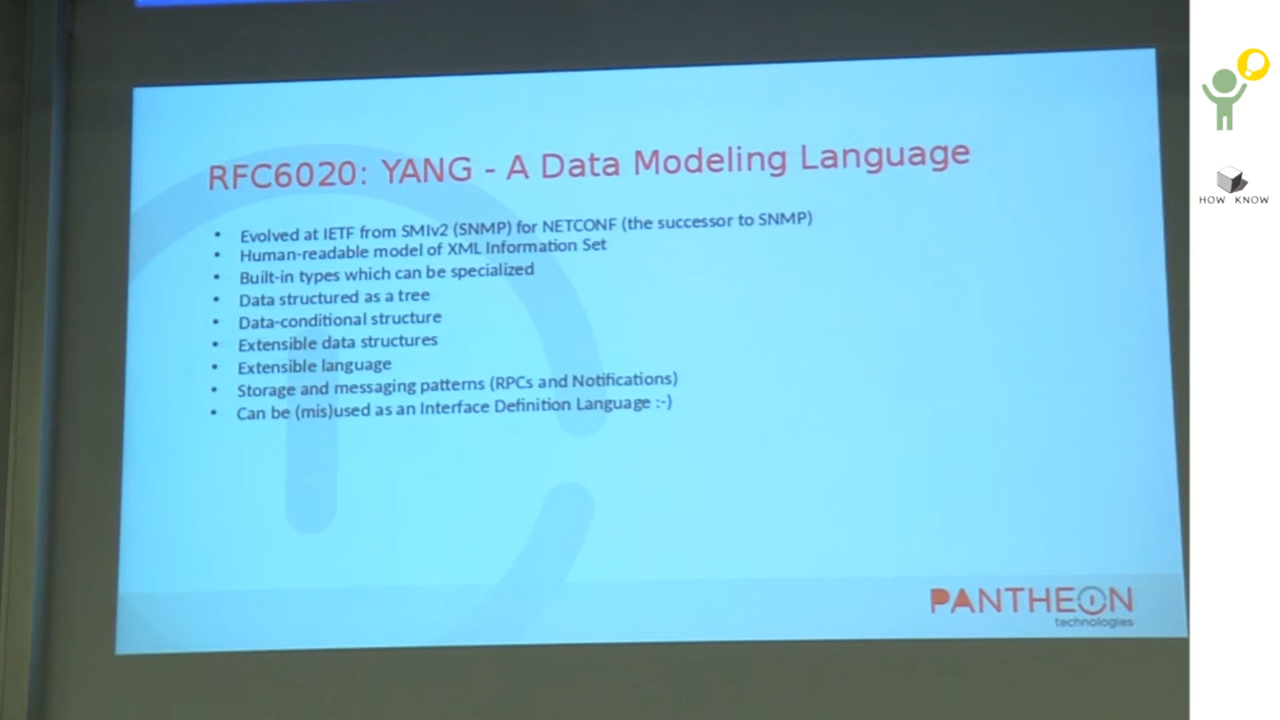 RFC6020: YANG - A Data Modeling Language
• Evolved at IETF from SMIv2 (SNMP) for NETCONF (the successor to SNMP)
• Human-readable model of XML Information Set
• Built-in types which can be specialized
• Data structured as a tree
• Data-conditional structure
• Extensible data structures
• Extensible language
• Storage and messaging patterns (RPCs and Notifications)
• Can be (mis)used as an Interface Definition Language :-)
PANTHEON
technologies
HOW KNOW